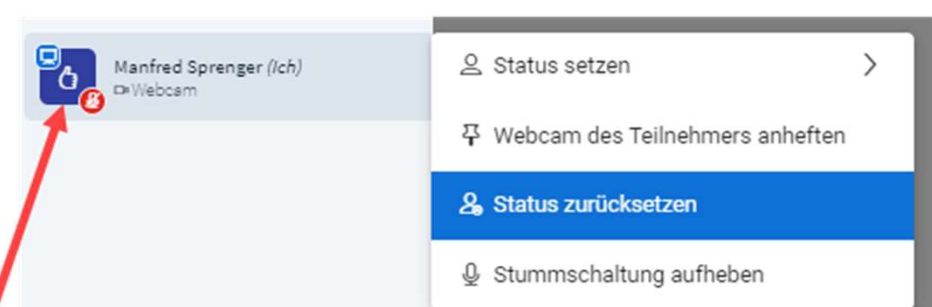 Manfred Sprenger (Ich)
Webcam
Status setzen
Webcam des Teilnehmers anheften
Status zurücksetzen
Stummschaltung aufheben